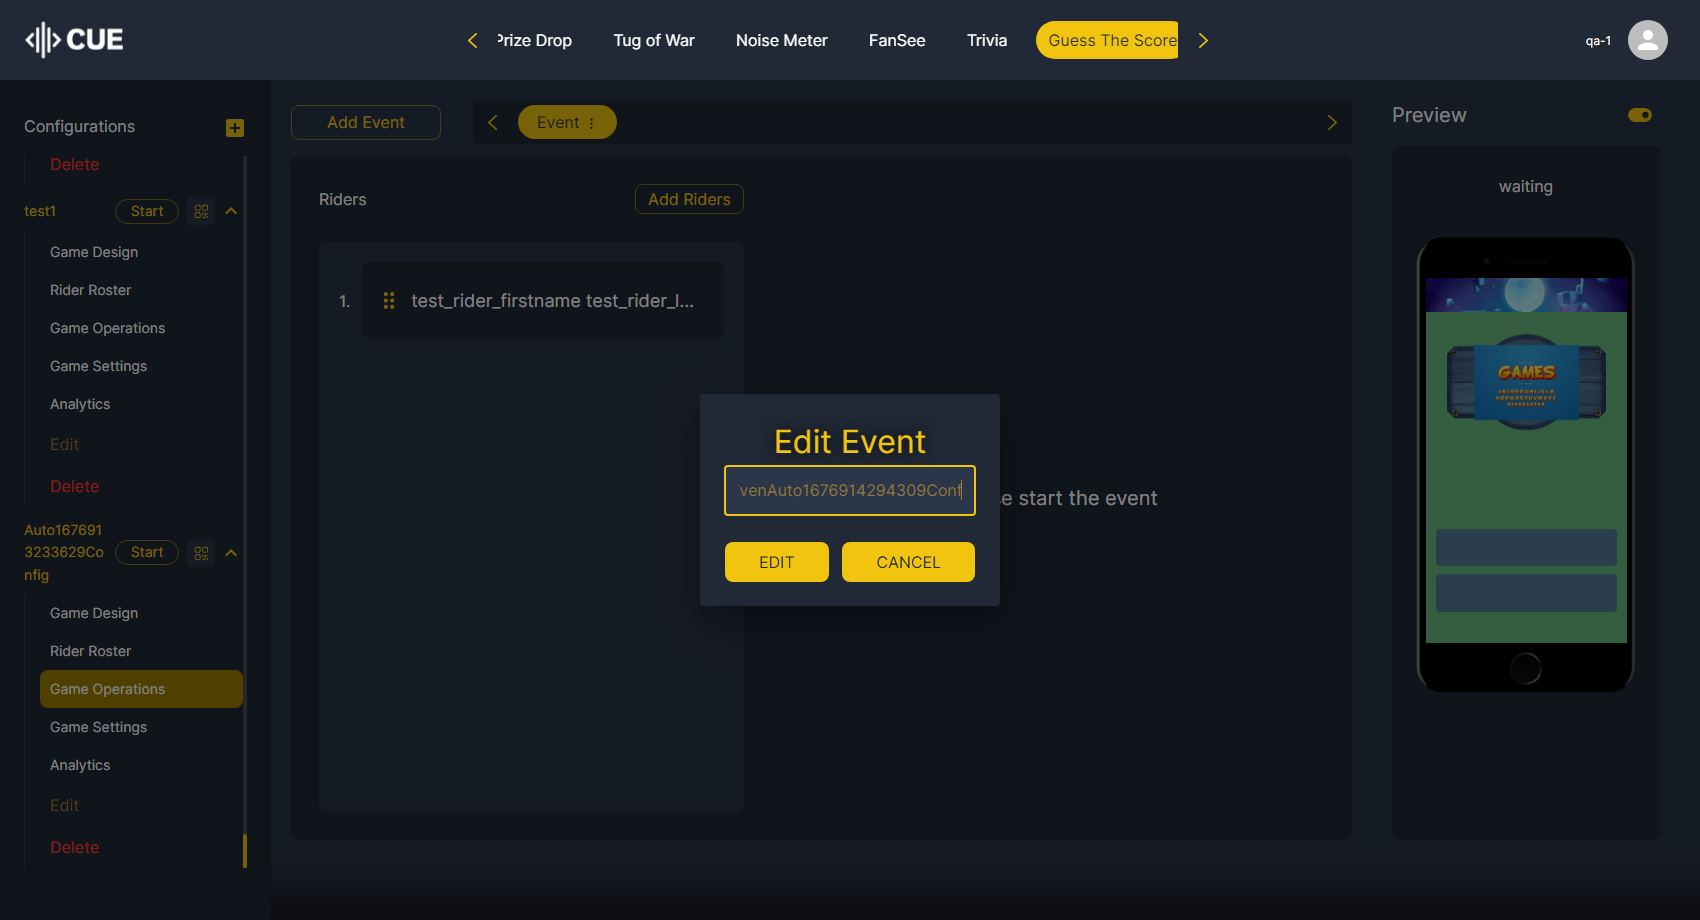 CUE
Prize Drop
Tug of War
Noise Meter
FanSee
Trivia
Guess The Score
qa-1
Configurations
Delete
test1
Start
Game Design
Rider Roster
Game Operations
Game Settings
Analytics
Edit
Delete
Auto167691
3233629Co
nfig
Start
Game Design
Rider Roster
Game Operations
Game Settings
Analytics
Edit
Delete
Add Event
Event
Riders
Add Riders
1.
test_rider_firstname test_rider_l...
start the event
Edit Event
venAuto1676914294309Conf
EDIT
CANCEL
Preview
waiting
GAMES